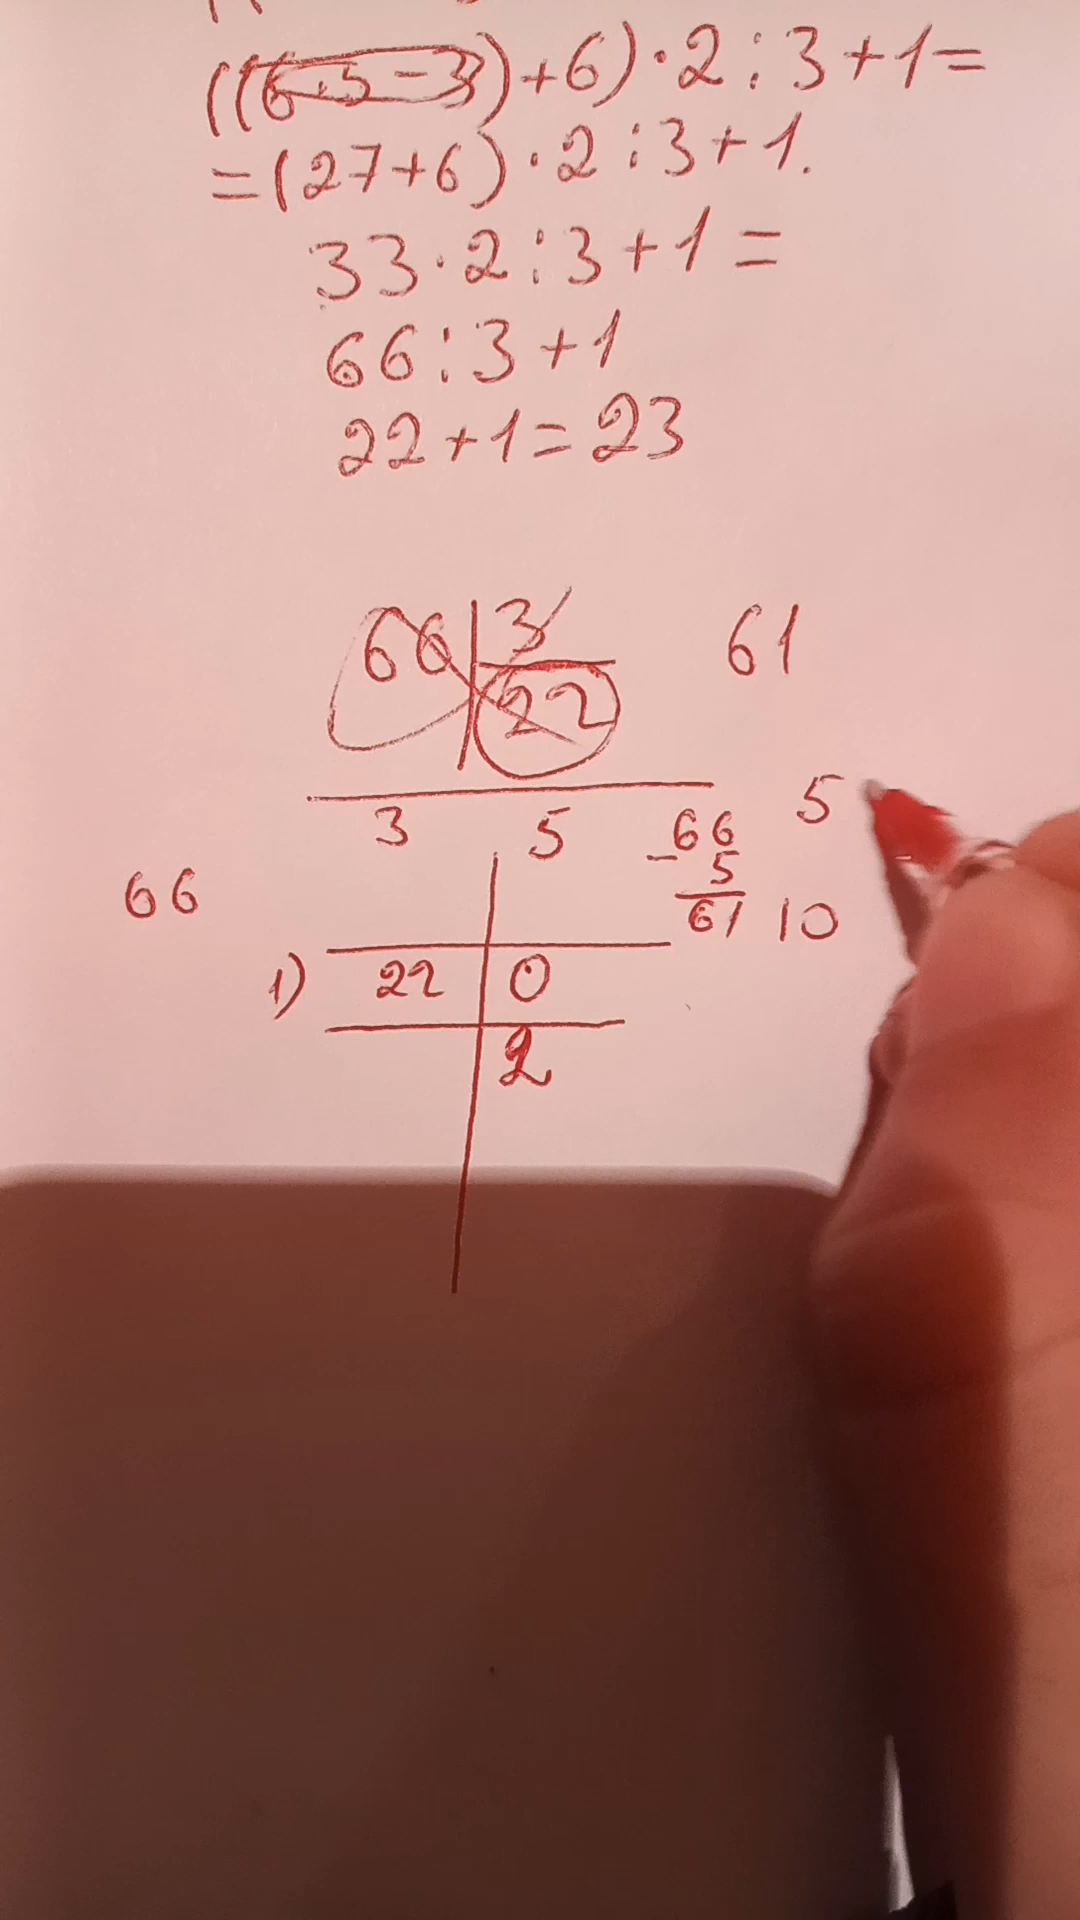 ((6·5-3)+6)·2:3+1=
=(27+6)·2:3+1.
33·2:3+1=
66:3+1
22+1=23
66 3 61
22
3 5 -66 5
5
66 61 10
1) 22 0
2